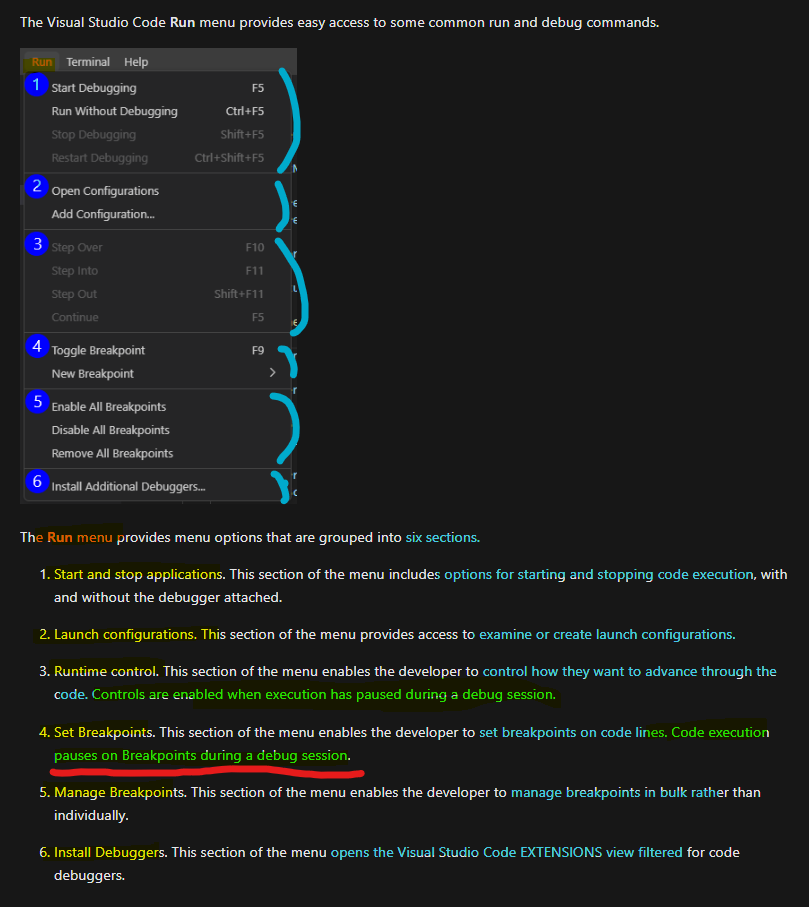 The Visual Studio Code Run menu provides easy access to some common run and debug commands.
Run Terminal Help
1 Start Debugging F5
Run Without Debugging Ctrl+F5
Stop Debugging Shift+F5
Restart Debugging Ctrl+Shift+F5
2 Open Configurations
Add Configuration...
3 Step Over F10
Step Into F11
Step Out Shift+F11
Continue F5
4 Toggle Breakpoint F9
New Breakpoint >
5 Enable All Breakpoints
Disable All Breakpoints
Remove All Breakpoints
6 Install Additional Debuggers...
The Run menu provides menu options that are grouped into six sections.
1. Start and stop applications. This section of the menu includes options for starting and stopping code execution, with
and without the debugger attached.
2. Launch configurations. This section of the menu provides access to examine or create launch configurations.
3. Runtime control. This section of the menu enables the developer to control how they want to advance through the
code. Controls are enabled when execution has paused during a debug session.
4. Set Breakpoints. This section of the menu enables the developer to set breakpoints on code lines. Code execution
pauses on Breakpoints during a debug session.
5. Manage Breakpoints. This section of the menu enables the developer to manage breakpoints in bulk rather than
individually.
6. Install Debuggers. This section of the menu opens the Visual Studio Code EXTENSIONS view filtered for code
debuggers.